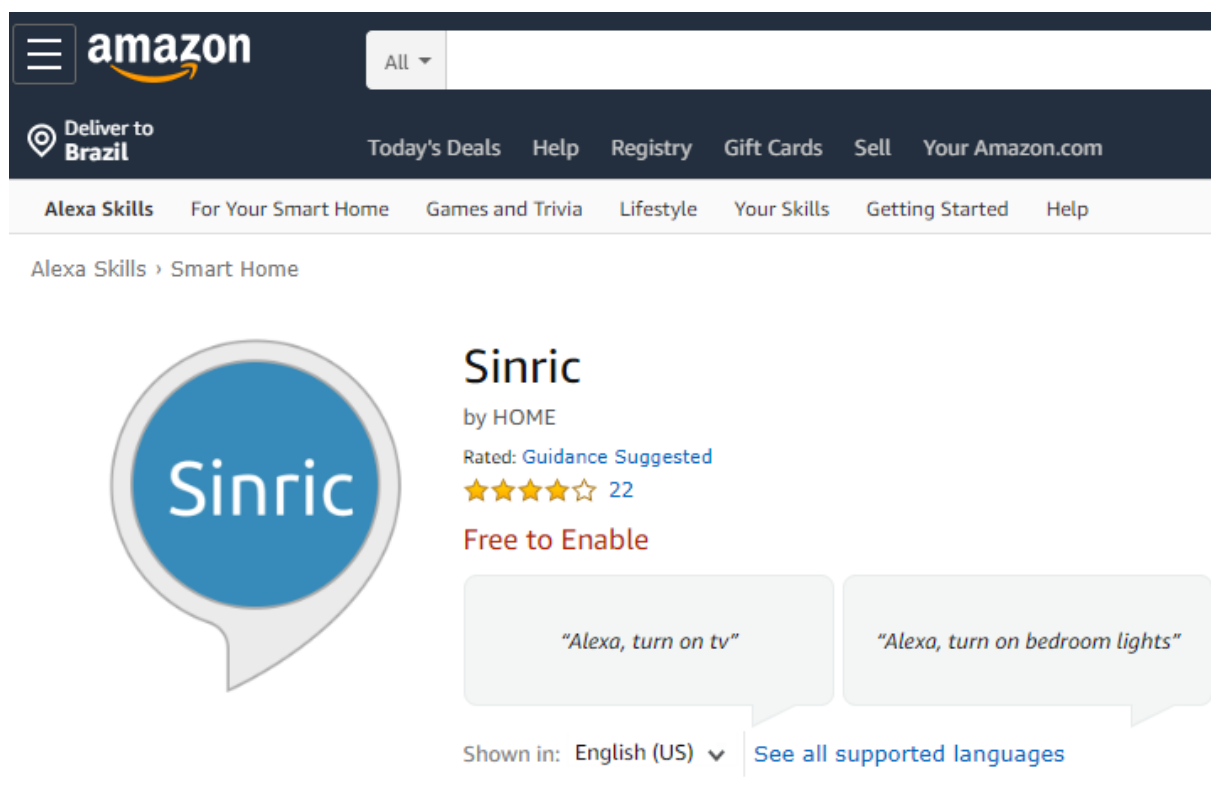 amazon
All
Deliver to
Brazil
Today's Deals Help Registry Gift Cards Sell Your Amazon.com
Alexa Skills For Your Smart Home Games and Trivia Lifestyle Your Skills Getting Started Help
Alexa Skills › Smart Home
Sinric
Sinric
by HOME
Rated: Guidance Suggested
22
Free to Enable
“Alexa, turn on tv” “Alexa, turn on bedroom lights”
Shown in: English (US) See all supported languages